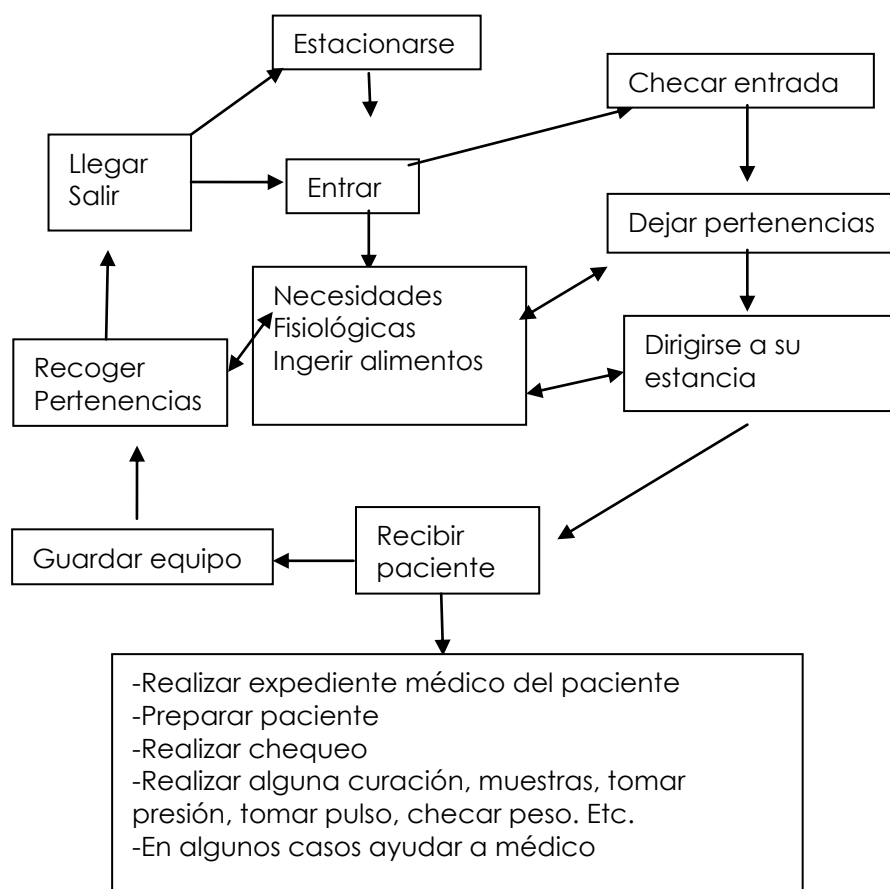 Estacionarse
Checar entrada
Llegar
Salir
Entrar
Dejar pertenencias
Necesidades
Fisiológicas
Ingerir alimentos
Dirigirse a su
estancia
Recoger
Pertenencias
Recibir
paciente
Guardar equipo
-Realizar expediente médico del paciente
-Preparar paciente
-Realizar chequeo
-Realizar alguna curación, muestras, tomar
presión, tomar pulso, checar peso. Etc.
-En algunos casos ayudar a médico